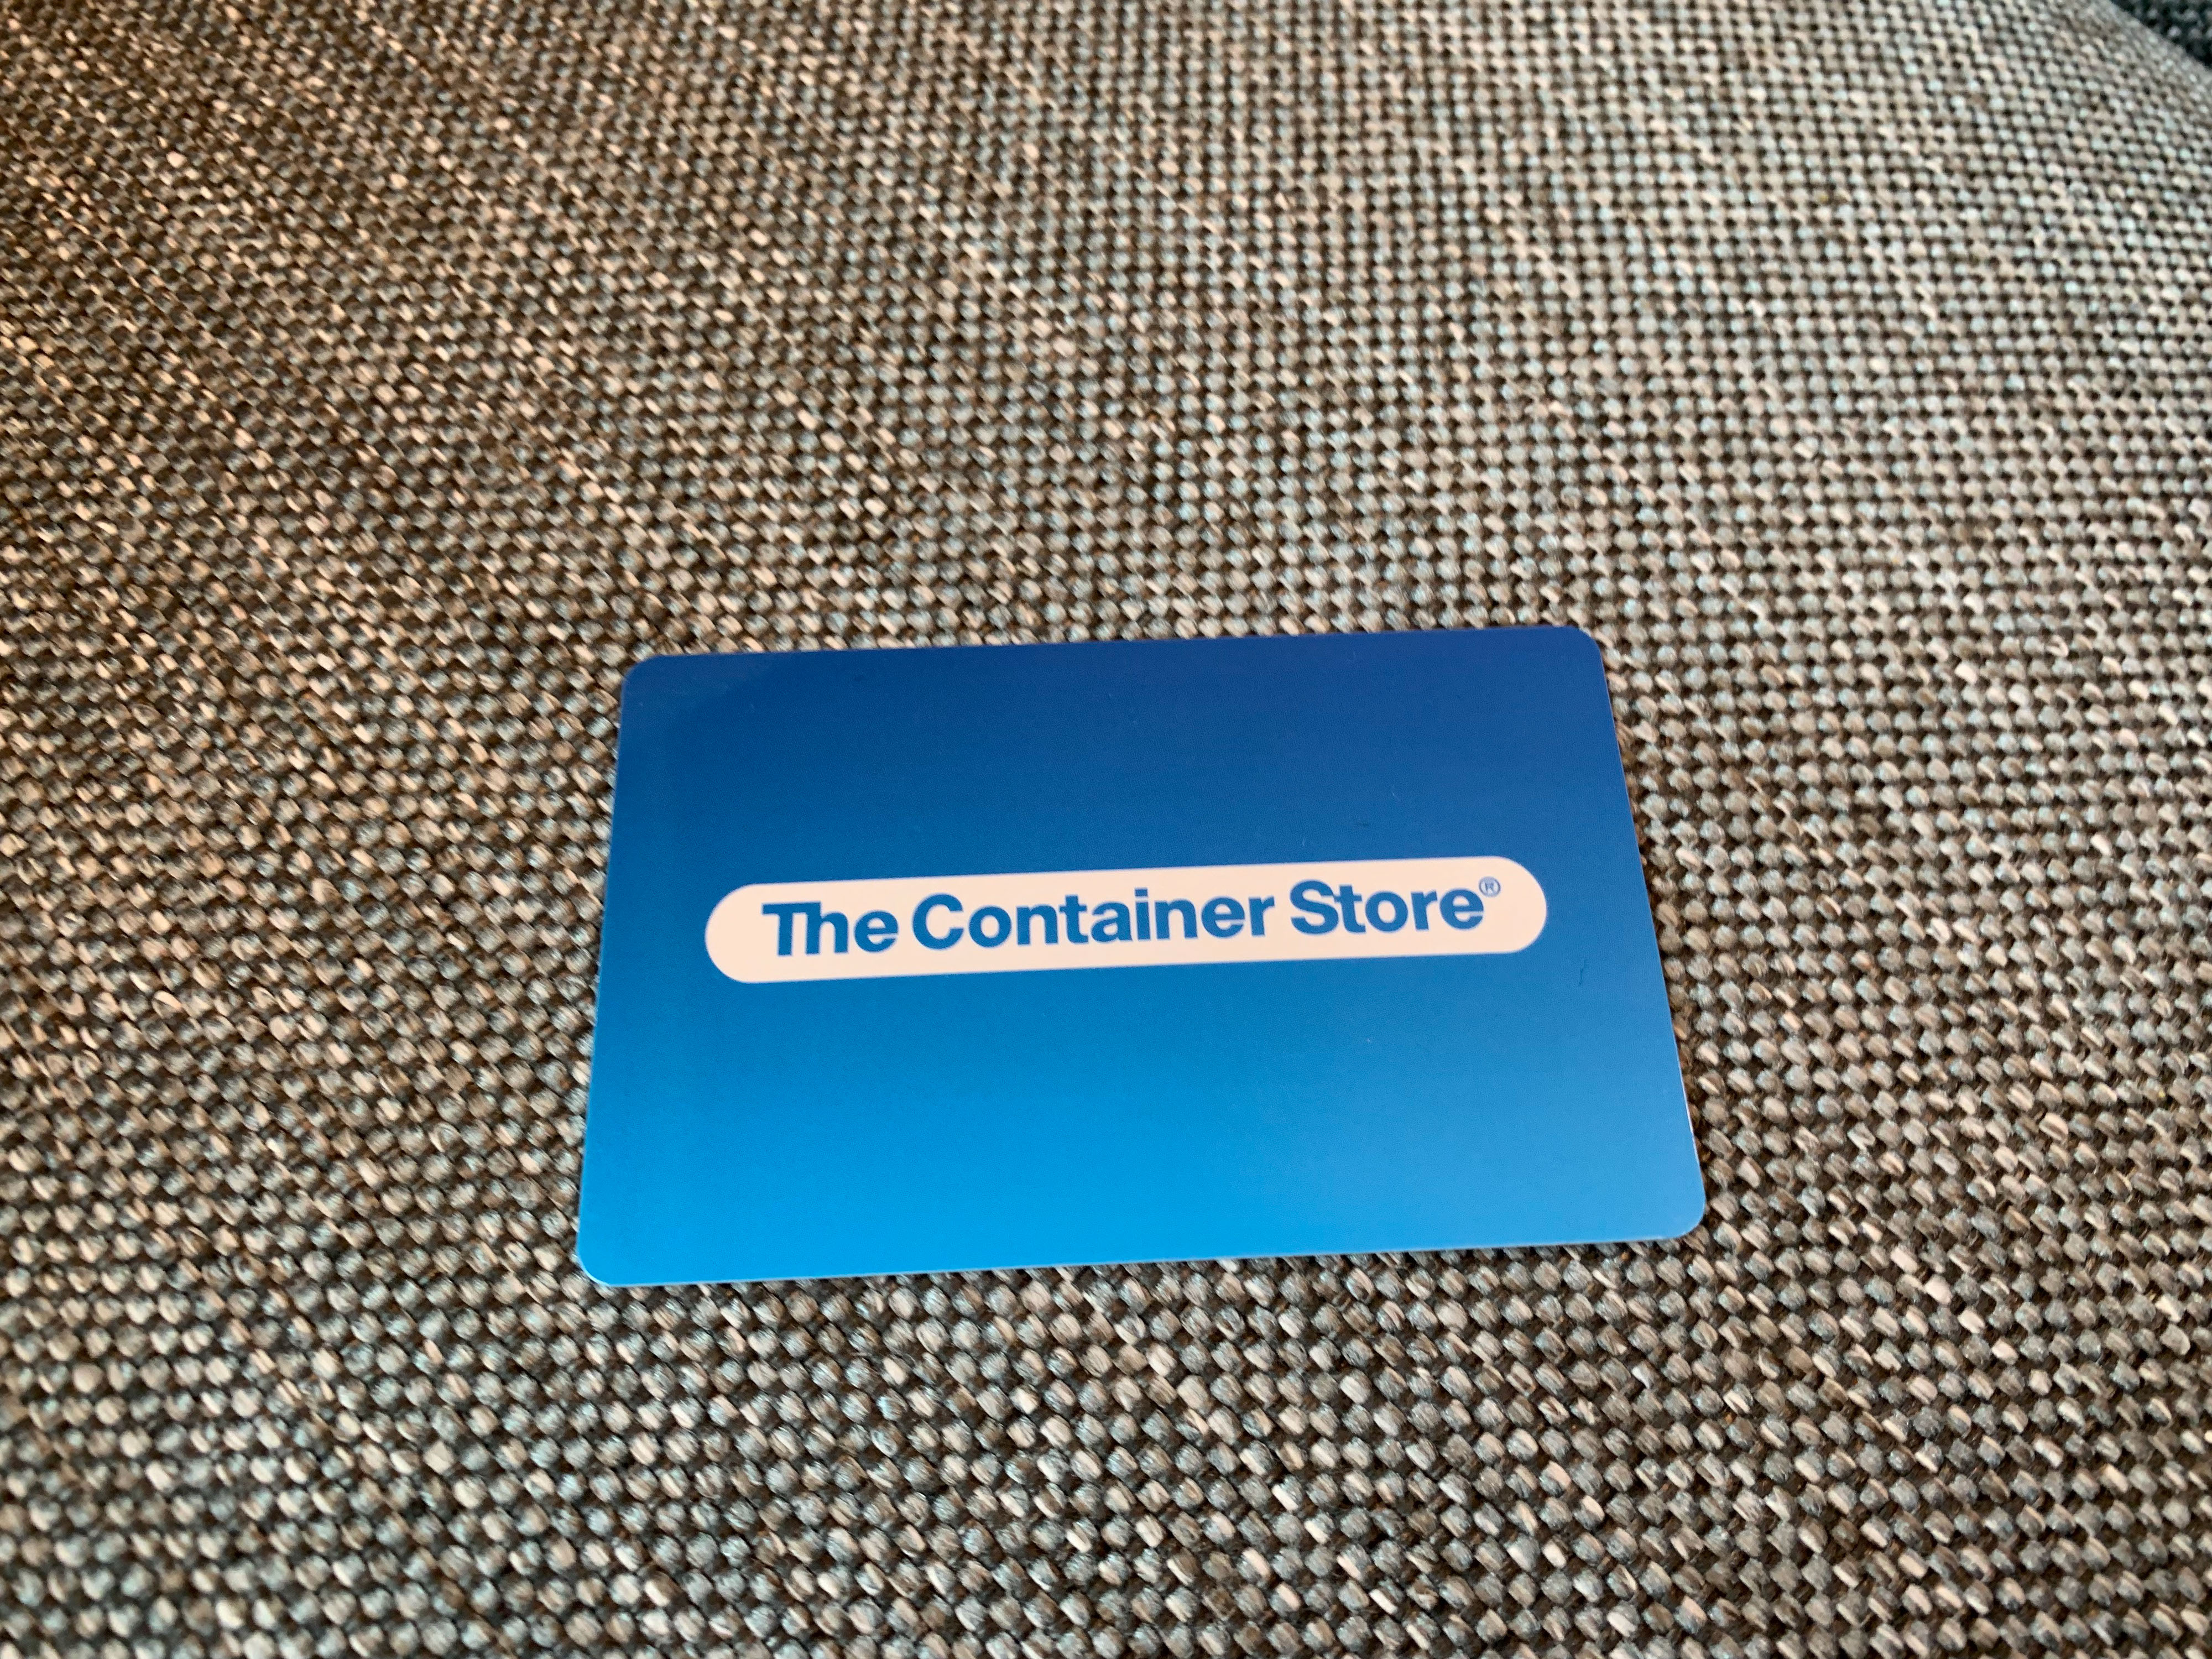 The Container Store®